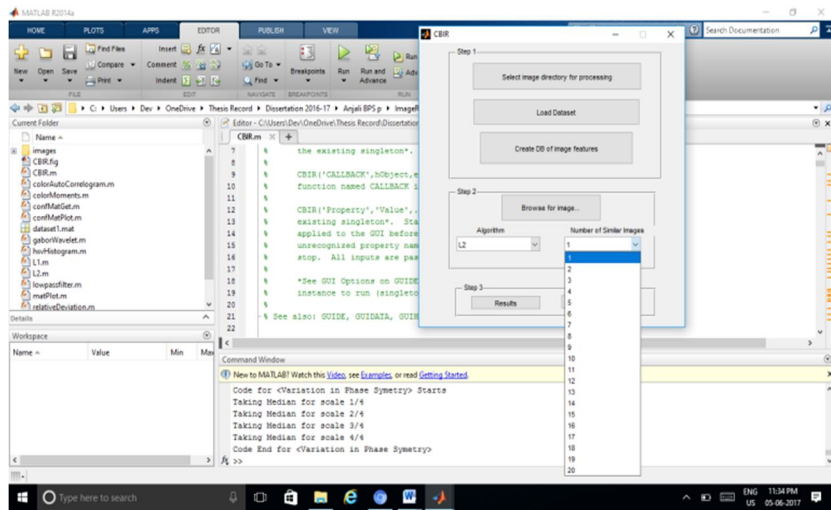 MATLAB R2014a
HOME PLOTS APPS EDITOR PUBLISH VIEW
Search Documentation
New Open Save
Find Files
Compare
Print
Insert fx
Comment
Indent
Go To
Find
Breakpoints
Run
Run and Advance
Run
FILE EDIT NAVIGATE BREAKPOINTS RUN
C: Users Dev OneDrive Thesis Record Dissertation 2016-17 Anjali BPS p
Current Folder
Name
images
CBIR.fig
CBIR.m
colorAutoCorrelogram.m
colorMoments.m
confMatGet.m
confMatPlot.m
dataset1.mat
gaborWavelet.m
hsvHistogram.m
L1.m
L2.m
lowpassfilter.m
matPlot.m
relativeDeviation.m
Details
Workspace
Name Value Min
Editor - C:\Users\Dev\OneDrive\Thesis Record\Dissertation
CBIR.m
7 % the existing singleton*.
8 %
9 % CBIR('CALLBACK',hObject,e
10 % function named CALLBACK i
11 %
12 % CBIR('Property','Value',.
13 % existing singleton*. Sta
14 % applied to the GUI before
15 % unrecognized property nam
16 % stop. All inputs are pas
17 %
18 % *See GUI Options on GUIDE
19 % instance to run (singleto
20 %
21 % See also: GUIDE, GUIDATA, GUIH
22
Command Window
New to MATLAB? Watch this Video, see Examples, or read Getting Started.
Code for <Variation in Phase Symetry> Starts
Taking Median for scale 1/4
Taking Median for scale 2/4
Taking Median for scale 3/4
Taking Median for scale 4/4
Code End for <Variation in Phase Symetry>
fx >>
CBIR
Step 1
Select image directory for processing
Load Dataset
Create DB of image features
Step 2
Browse for image...
Algorithm Number of Similar Images
L2 1
1
2
3
4
5
6
7
8
9
10
11
12
13
14
15
16
17
18
19
20
Step 3
Results
Type here to search
ENG 11:34 PM
US 05-06-2017